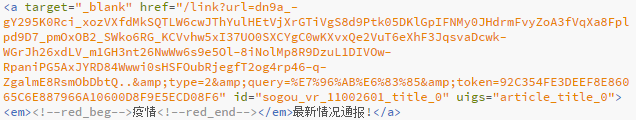 <a target="_blank" href="/link?url=dn9a_-
gY295K0Rci_xozVXfdMkSQTLW6cwJThYulHEtVjXrGTiVgS8d9Ptk05DKlGpIFNMy0JHdrmFvyZoA3fVqXa8Fpl
pd9D7_pmOxOB2_SWko6RG_KCVvhw5xI37UO0SXCYgC0wKXvxQe2VuT6eXhF3JqsvaDcwk-
WGrJh26xdLV_m1GH3nt26NwWw6s9e5Ol-8iNolMp8R9DzuL1DIVOw-
RpaniPG5AxJYRD84Wwwi0sHSFOubRjegfT2og4rp46-q-
ZgalmE8RsmObDbtQ..&amp;type=2&amp;query=%E7%96%AB%E6%83%85&amp;token=92C354FE3DEEF8E860
65C6E887966A10600D8F9E5ECD08F6" id="sogou_vr_11002601_title_0" uigs="article_title_0">
<em><!--red_beg-->疫情<!--red_end--></em>最新情况通报!</a>